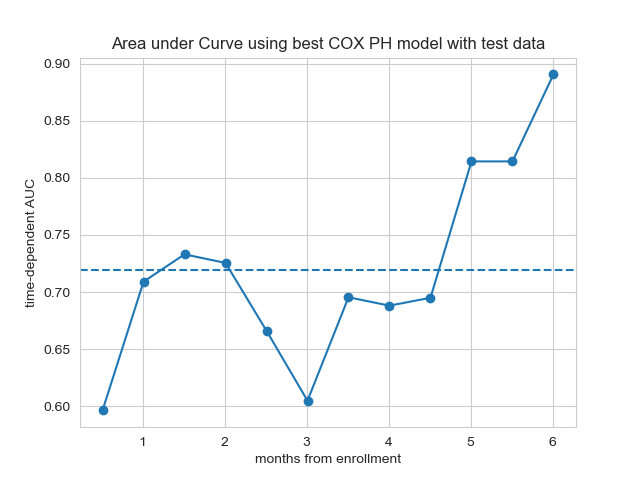 Area under Curve using best COX PH model with test data
0.90
0.85
0.80
0.75
0.70
0.65
0.60
time-dependent AUC
1 2 3 4 5 6
months from enrollment